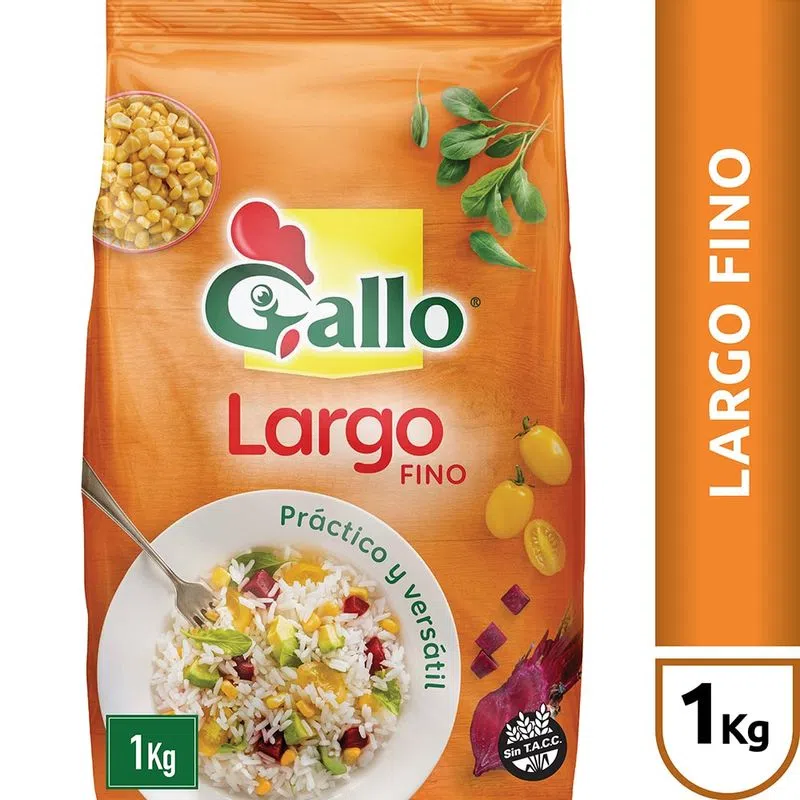 Gallo®
Largo
FINO
Práctico y versátil
1Kg
Sin T.A.C.C.
LARGO FINO
1Kg